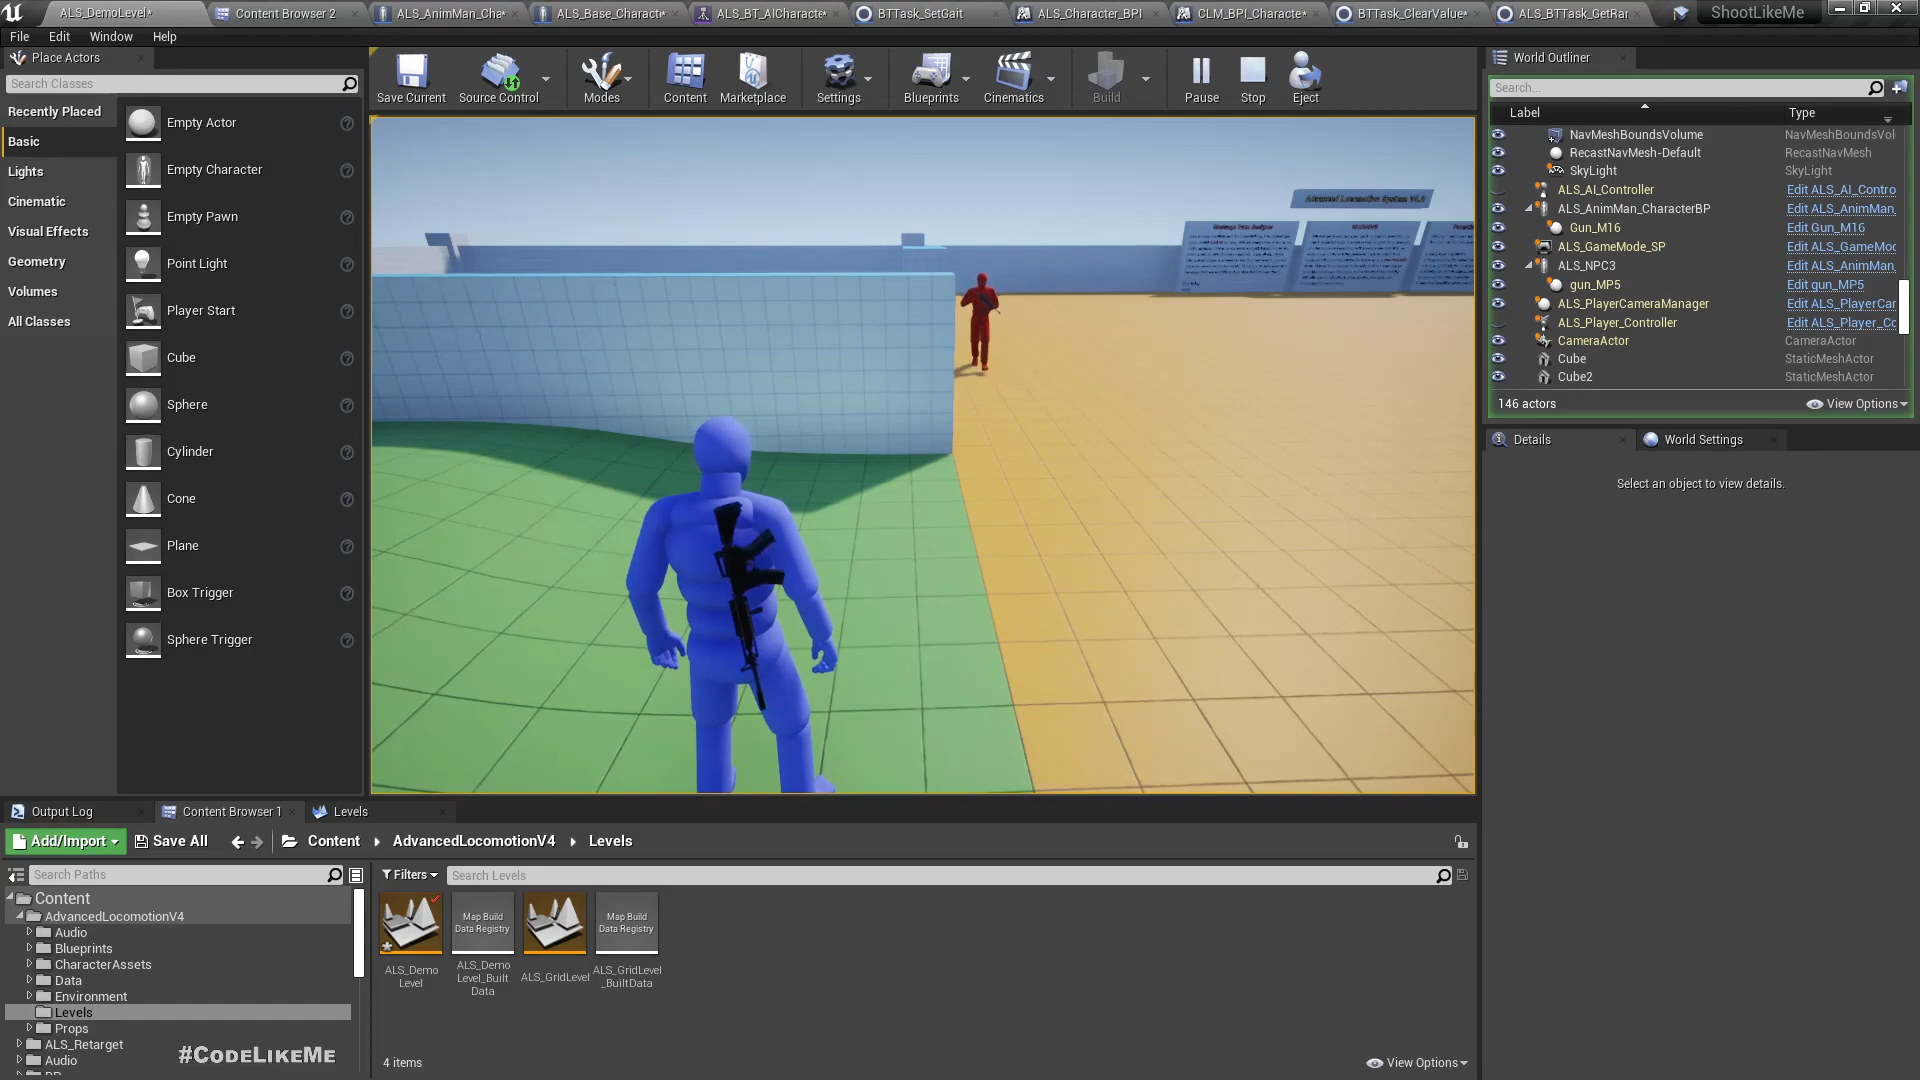 ALS_DemoLevel*
Content Browser 2
ALS_AnimMan_Cha*
ALS_Base_Charact*
ALS_BT_AICharacte*
BTTask_SetGait
ALS_Character_BPI
CLM_BPI_Characte*
BTTask_ClearValue*
ALS_BTTask_GetRar
ShootLikeMe
File
Edit
Window
Help
Place Actors
Search Classes
Recently Placed
Basic
Lights
Cinematic
Visual Effects
Geometry
Volumes
All Classes
Empty Actor
Empty Character
Empty Pawn
Point Light
Player Start
Cube
Sphere
Cylinder
Cone
Plane
Box Trigger
Sphere Trigger
Save Current
Source Control
Modes
Content
Marketplace
Settings
Blueprints
Cinematics
Build
Pause
Stop
Eject
World Outliner
Search...
Label
Type
NavMeshBoundsVolume
NavMeshBoundsVol
RecastNavMesh-Default
RecastNavMesh
SkyLight
SkyLight
ALS_AI_Controller
Edit ALS_AI_Contro
ALS_AnimMan_CharacterBP
Edit ALS_AnimMan_
Gun_M16
Edit Gun_M16
ALS_GameMode_SP
Edit ALS_GameMod
ALS_NPC3
Edit ALS_AnimMan_
gun_MP5
Edit gun_MP5
ALS_PlayerCameraManager
Edit ALS_PlayerCar
ALS_Player_Controller
Edit ALS_Player_Co
CameraActor
CameraActor
Cube
StaticMeshActor
Cube2
StaticMeshActor
146 actors
View Options
Details
World Settings
Select an object to view details.
Output Log
Content Browser 1
Levels
Add/Import
Save All
Content
AdvancedLocomotionV4
Levels
Search Paths
Filters
Search Levels
Content
AdvancedLocomotionV4
Audio
Blueprints
CharacterAssets
Data
Environment
Levels
Props
ALS_Retarget
Audio
Map Build
Data Registry
Map Build
Data Registry
ALS_Demo
Level
ALS_Demo
Level_Built
Data
ALS_GridLevel
ALS_GridLevel
_BuiltData
4 items
View Options
#CODELIKEME